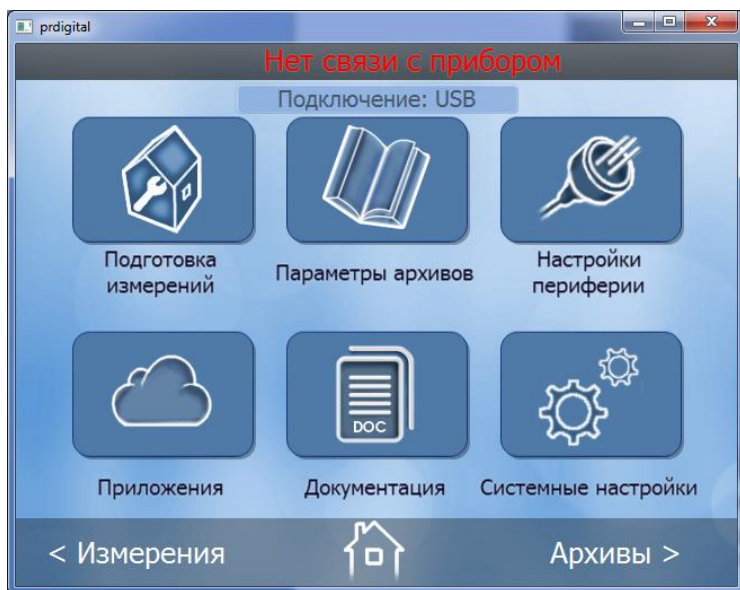 prdigital
Нет связи с прибором
Подключение: USB
Подготовка
измерений
Параметры архивов
Настройки
периферии
DOC
Приложения
Документация
Системные настройки
< Измерения
Архивы >